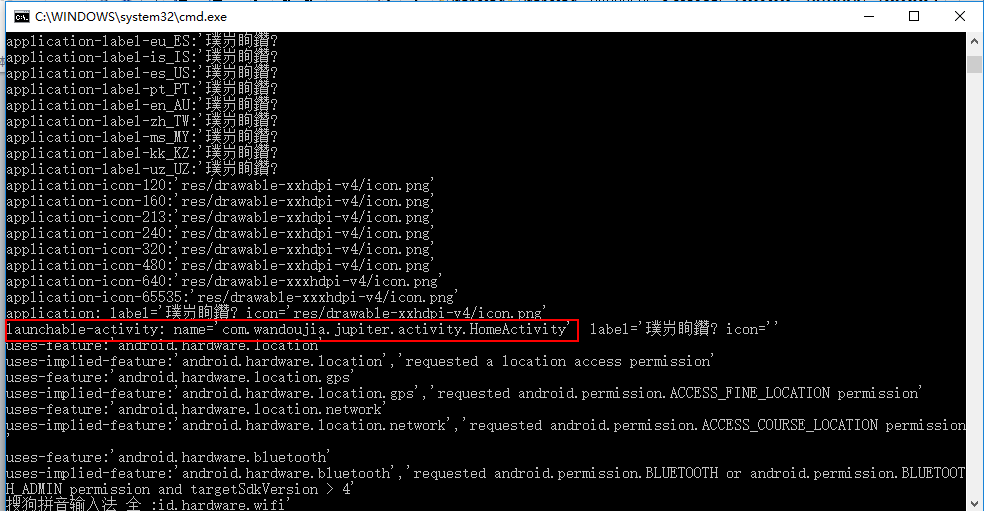 C:\WINDOWS\system32\cmd.exe
application-label-eu_ES:'璞岃眴鑽?
application-label-is_IS:'璞岃眴鑽?
application-label-es_US:'璞岃眴鑽?
application-label-pt_PT:'璞岃眴鑽?
application-label-en_AU:'璞岃眴鑽?
application-label-zh_TW:'璞岃眴鑽?
application-label-ms_MY:'璞岃眴鑽?
application-label-kk_KZ:'璞岃眴鑽?
application-label-uz_UZ:'璞岃眴鑽?
application-icon-120:'res/drawable-xxhdpi-v4/icon.png'
application-icon-160:'res/drawable-xxhdpi-v4/icon.png'
application-icon-213:'res/drawable-xxhdpi-v4/icon.png'
application-icon-240:'res/drawable-xxhdpi-v4/icon.png'
application-icon-320:'res/drawable-xxhdpi-v4/icon.png'
application-icon-480:'res/drawable-xxhdpi-v4/icon.png'
application-icon-640:'res/drawable-xxxhdpi-v4/icon.png'
application-icon-65535:'res/drawable-xxxhdpi-v4/icon.png'
application: label='璞岃眴鑽? icon='res/drawable-xxhdpi-v4/icon.png'
launchable-activity: name='com.wandoujia.jupiter.activity.HomeActivity'  label='璞岃眴鑽? icon=''
uses-feature:'android.hardware.location'
uses-implied-feature:'android.hardware.location','requested a location access permission'
uses-feature:'android.hardware.location.gps'
uses-implied-feature:'android.hardware.location.gps','requested android.permission.ACCESS_FINE_LOCATION permission'
uses-feature:'android.hardware.location.network'
uses-implied-feature:'android.hardware.location.network','requested android.permission.ACCESS_COURSE_LOCATION permission
'
uses-feature:'android.hardware.bluetooth'
uses-implied-feature:'android.hardware.bluetooth','requested android.permission.BLUETOOTH or android.permission.BLUETOOT
H_ADMIN permission and targetSdkVersion > 4'
搜狗拼音输入法 全 :id.hardware.wifi'